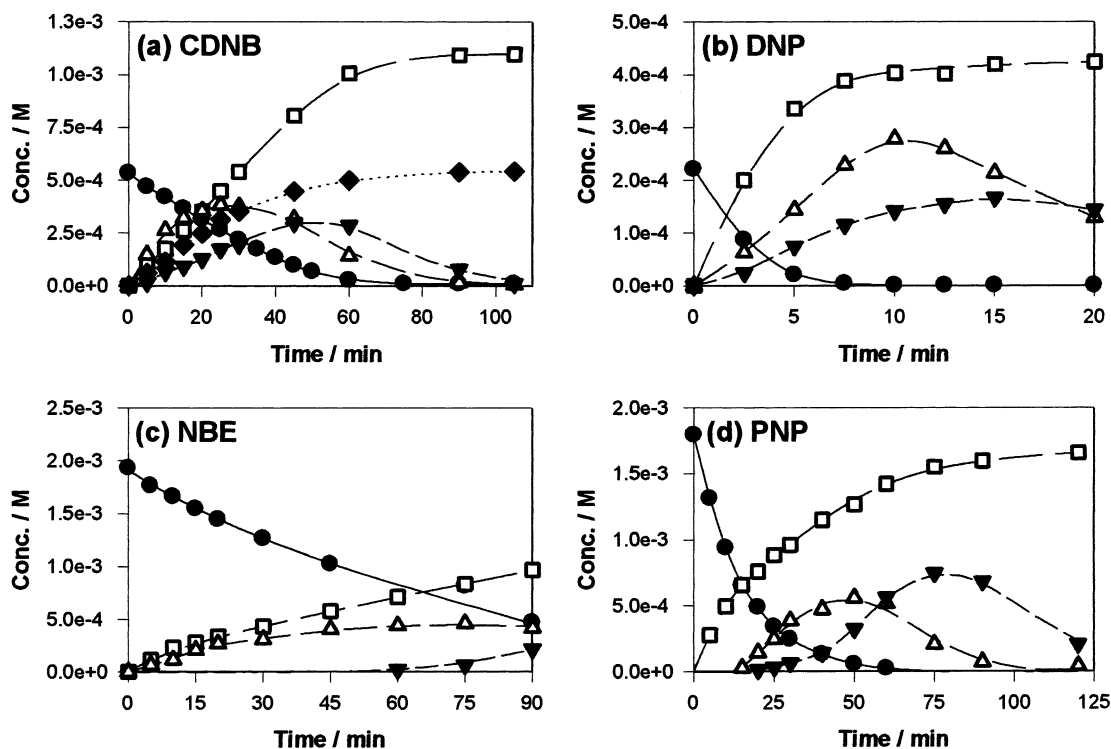 (a) CDNB
Conc. / M
1.3e-3
1.0e-3
7.5e-4
5.0e-4
2.5e-4
0.0e+0
0 20 40 60 80 100
Time / min
(b) DNP
Conc. / M
5.0e-4
4.0e-4
3.0e-4
2.0e-4
1.0e-4
0.0e+0
0 5 10 15 20
Time / min
(c) NBE
Conc. / M
2.5e-3
2.0e-3
1.5e-3
1.0e-3
5.0e-4
0.0e+0
0 15 30 45 60 75 90
Time / min
(d) PNP
Conc. / M
2.0e-3
1.5e-3
1.0e-3
5.0e-4
0.0e+0
0 25 50 75 100 125
Time / min